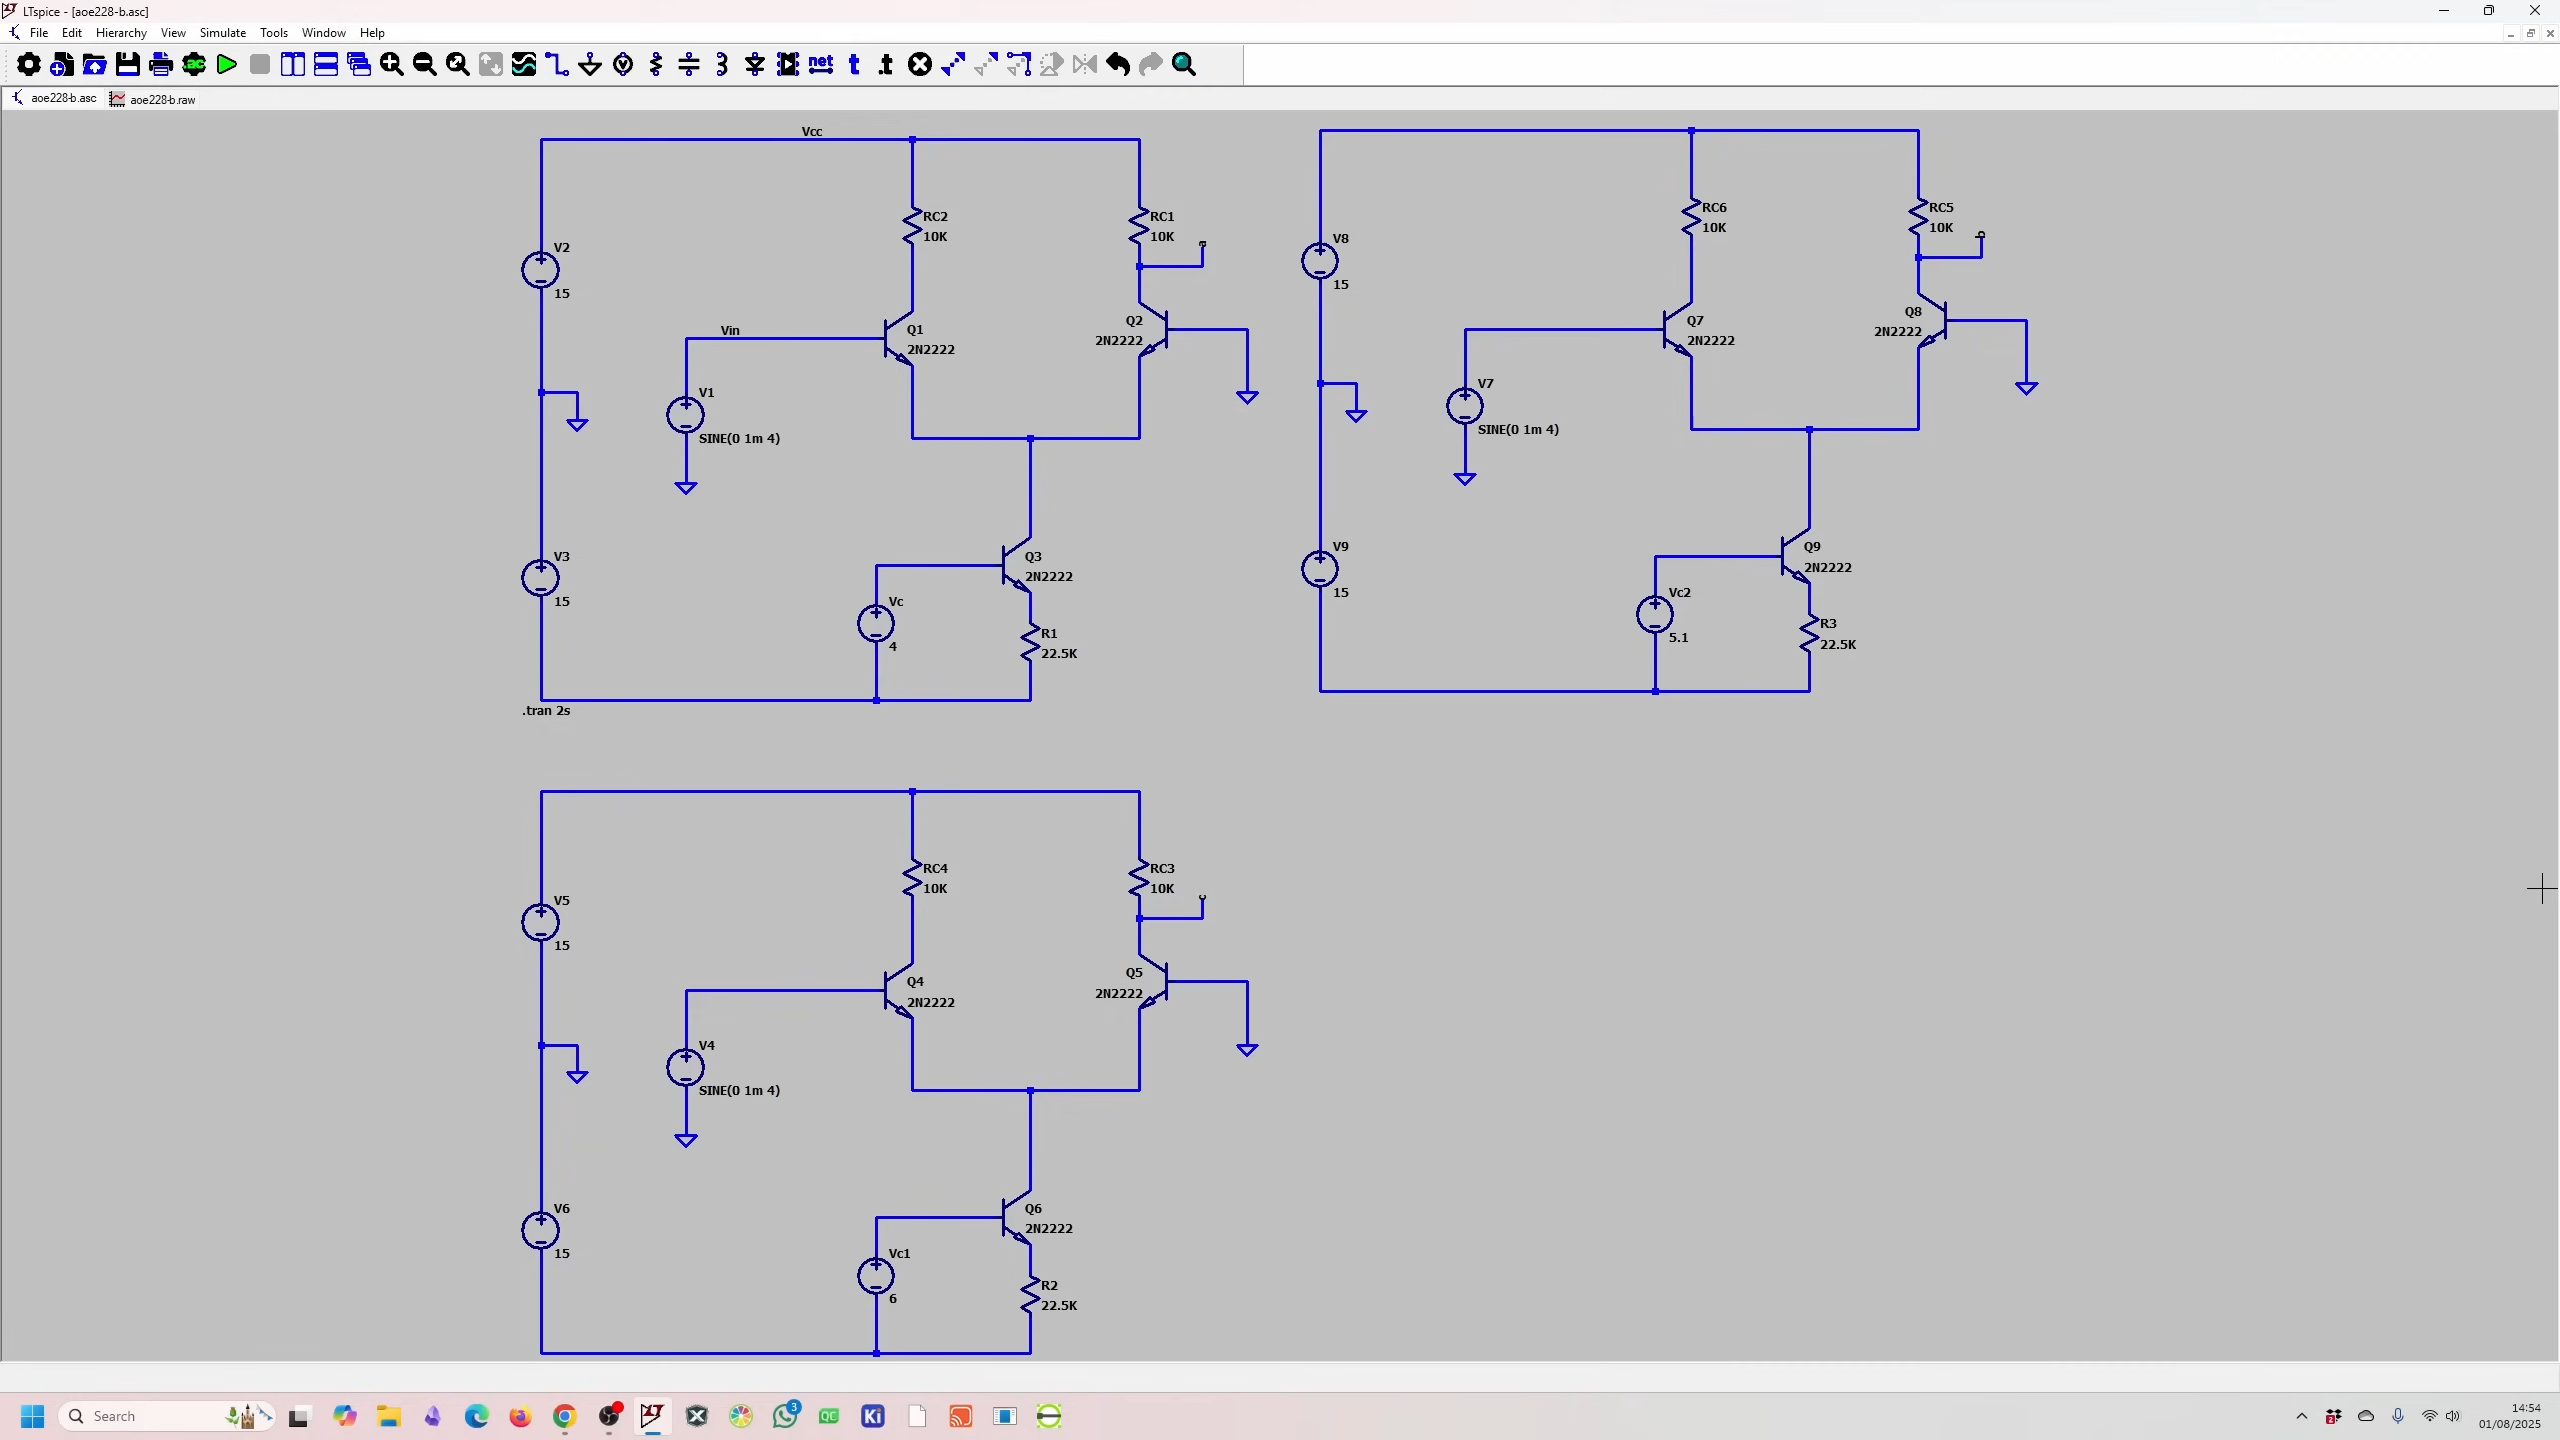 LTspice - [aoe228-b.asc]
File Edit Hierarchy View Simulate Tools Window Help
net t .t
aoe228-b.asc aoe228-b.raw
Vcc
RC2
10K
RC1
10K
a
V2
15
Vin
Q1
2N2222
Q2
2N2222
V1
SINE(0 1m 4)
V3
15
Q3
2N2222
Vc
4
R1
22.5K
.tran 2s
RC6
10K
RC5
10K
b
V8
15
Q7
2N2222
Q8
2N2222
V7
SINE(0 1m 4)
V9
15
Q9
2N2222
Vc2
5.1
R3
22.5K
RC4
10K
RC3
10K
c
V5
15
Q4
2N2222
Q5
2N2222
V4
SINE(0 1m 4)
V6
15
Q6
2N2222
Vc1
6
R2
22.5K
Search
3
QC
Ki
2
14:54
01/08/2025